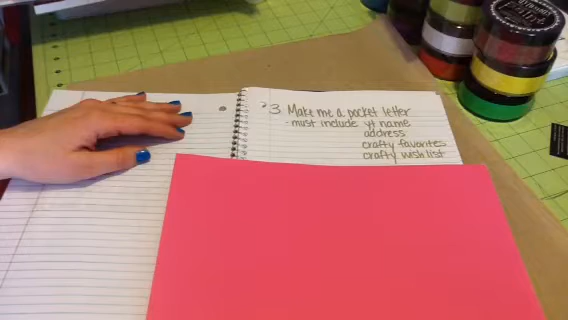 3 Make me a pocket letter
- must include yt name
address
crafty favorites
crafty wish list